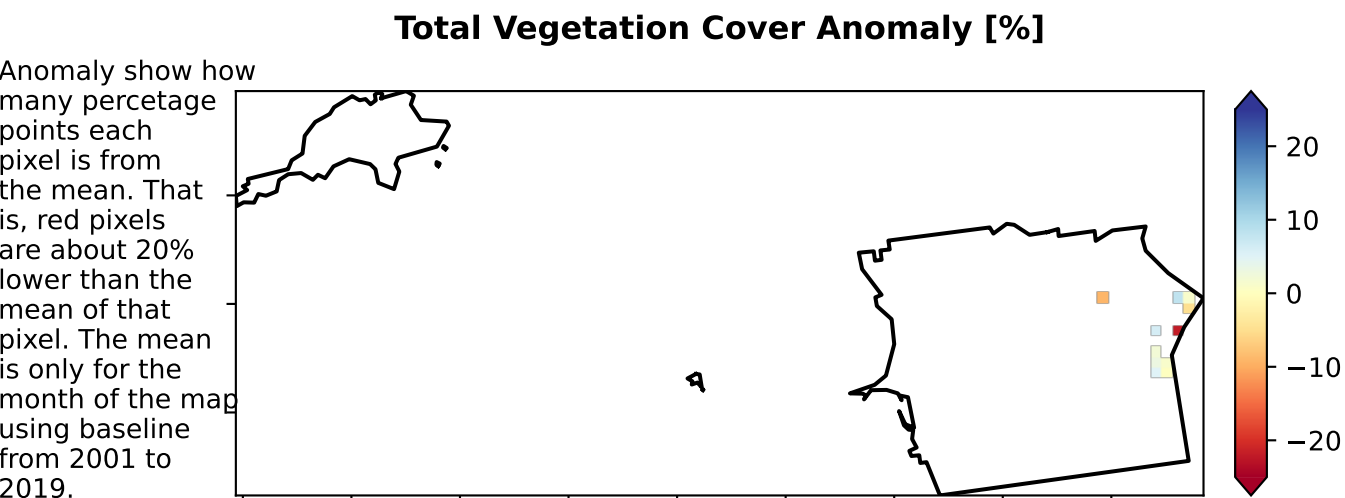 Total Vegetation Cover Anomaly [%]
Anomaly show how
many percetage
points each
pixel is from
the mean. That
is, red pixels
are about 20%
lower than the
mean of that
pixel. The mean
is only for the
month of the map
using baseline
from 2001 to
2019.
20
10
0
−10
−20